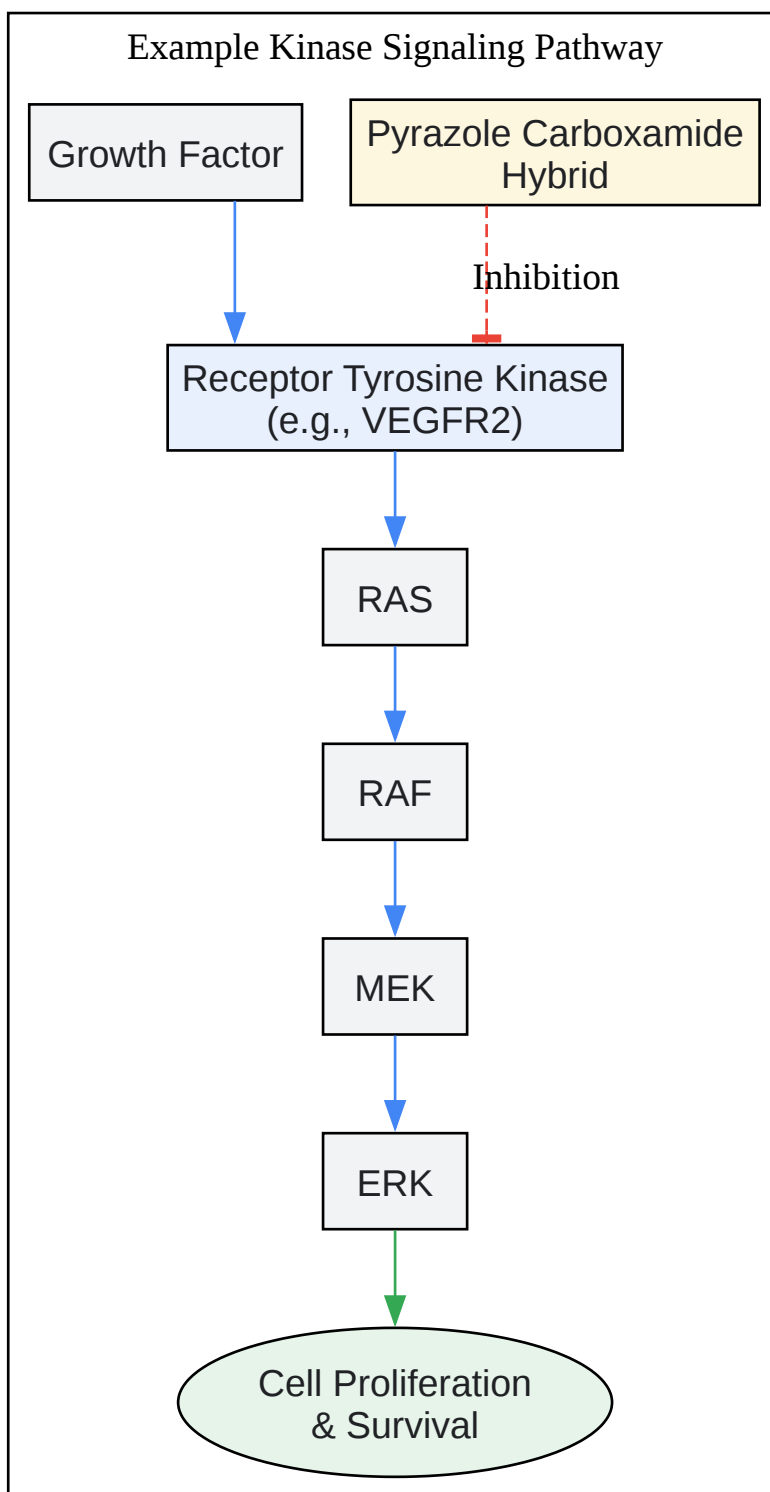 Example Kinase Signaling Pathway
Growth Factor
Pyrazole Carboxamide
Hybrid
Inhibition
Receptor Tyrosine Kinase
(e.g., VEGFR2)
RAS
RAF
MEK
ERK
Cell Proliferation
& Survival